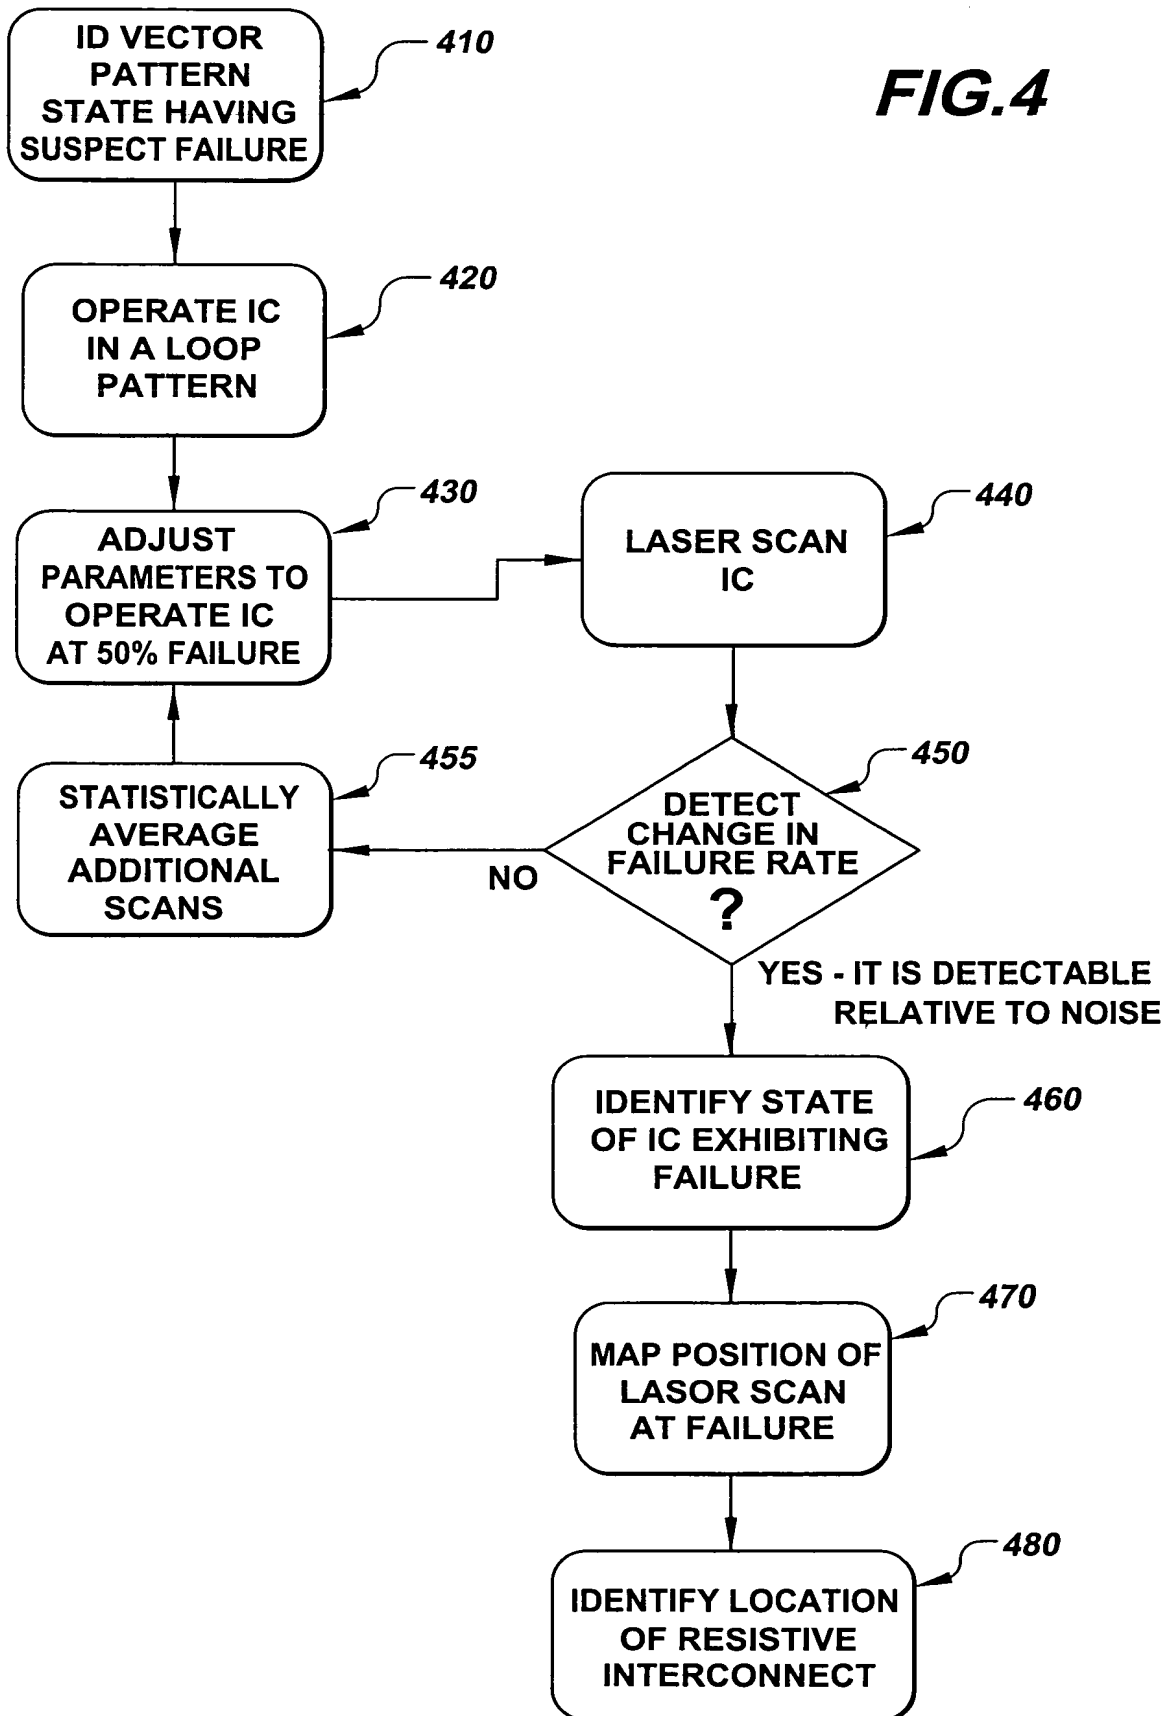 FIG.4
ID VECTOR
PATTERN
STATE HAVING
SUSPECT FAILURE
410
OPERATE IC
IN A LOOP
PATTERN
420
ADJUST
PARAMETERS TO
OPERATE IC
AT 50% FAILURE
430
LASER SCAN
IC
440
DETECT
CHANGE IN
FAILURE RATE
?
450
NO
STATISTICALLY
AVERAGE
ADDITIONAL
SCANS
455
YES - IT IS DETECTABLE
RELATIVE TO NOISE
IDENTIFY STATE
OF IC EXHIBITING
FAILURE
460
MAP POSITION OF
LASOR SCAN
AT FAILURE
470
IDENTIFY LOCATION
OF RESISTIVE
INTERCONNECT
480